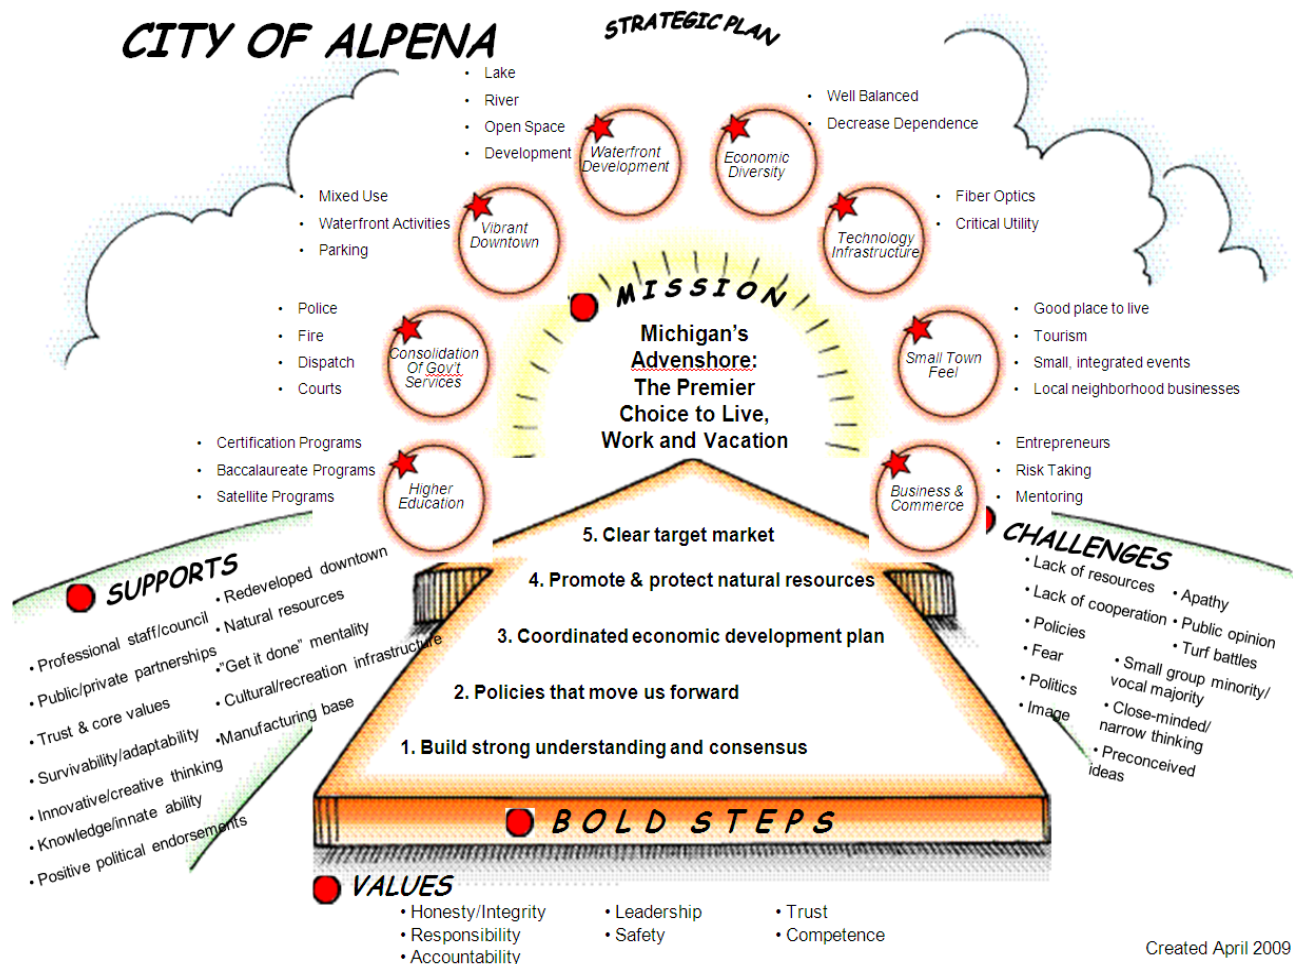 CITY OF ALPENA
STRATEGIC PLAN
• Lake
• River
• Open Space
• Development
Waterfront
Development
Economic
Diversity
• Well Balanced
• Decrease Dependence
• Mixed Use
• Waterfront Activities
• Parking
Vibrant
Downtown
Technology
Infrastructure
• Fiber Optics
• Critical Utility
• Police
• Fire
• Dispatch
• Courts
Consolidation
Of Gov't
Services
Small Town
Feel
• Good place to live
• Tourism
• Small, integrated events
• Local neighborhood businesses
• Certification Programs
• Baccalaureate Programs
• Satellite Programs
Higher
Education
Business &
Commerce
• Entrepreneurs
• Risk Taking
• Mentoring
MISSION
Michigan's
Advenshore:
The Premier
Choice to Live,
Work and Vacation
5. Clear target market
4. Promote & protect natural resources
3. Coordinated economic development plan
2. Policies that move us forward
1. Build strong understanding and consensus
BOLD STEPS
SUPPORTS
• Professional staff/council
• Public/private partnerships
• Trust & core values
• Survivability/adaptability
• Innovative/creative thinking
• Knowledge/innate ability
• Positive political endorsements
• Redeveloped downtown
• Natural resources
•"Get it done" mentality
• Cultural/recreation infrastructure
•Manufacturing base
CHALLENGES
• Lack of resources
• Lack of cooperation
• Policies
• Fear
• Politics
• Image
• Apathy
• Public opinion
• Turf battles
• Small group minority/
vocal majority
• Close-minded/
narrow thinking
• Preconceived
ideas
VALUES
• Honesty/Integrity
• Responsibility
• Accountability
• Leadership
• Safety
• Trust
• Competence
Created April 2009